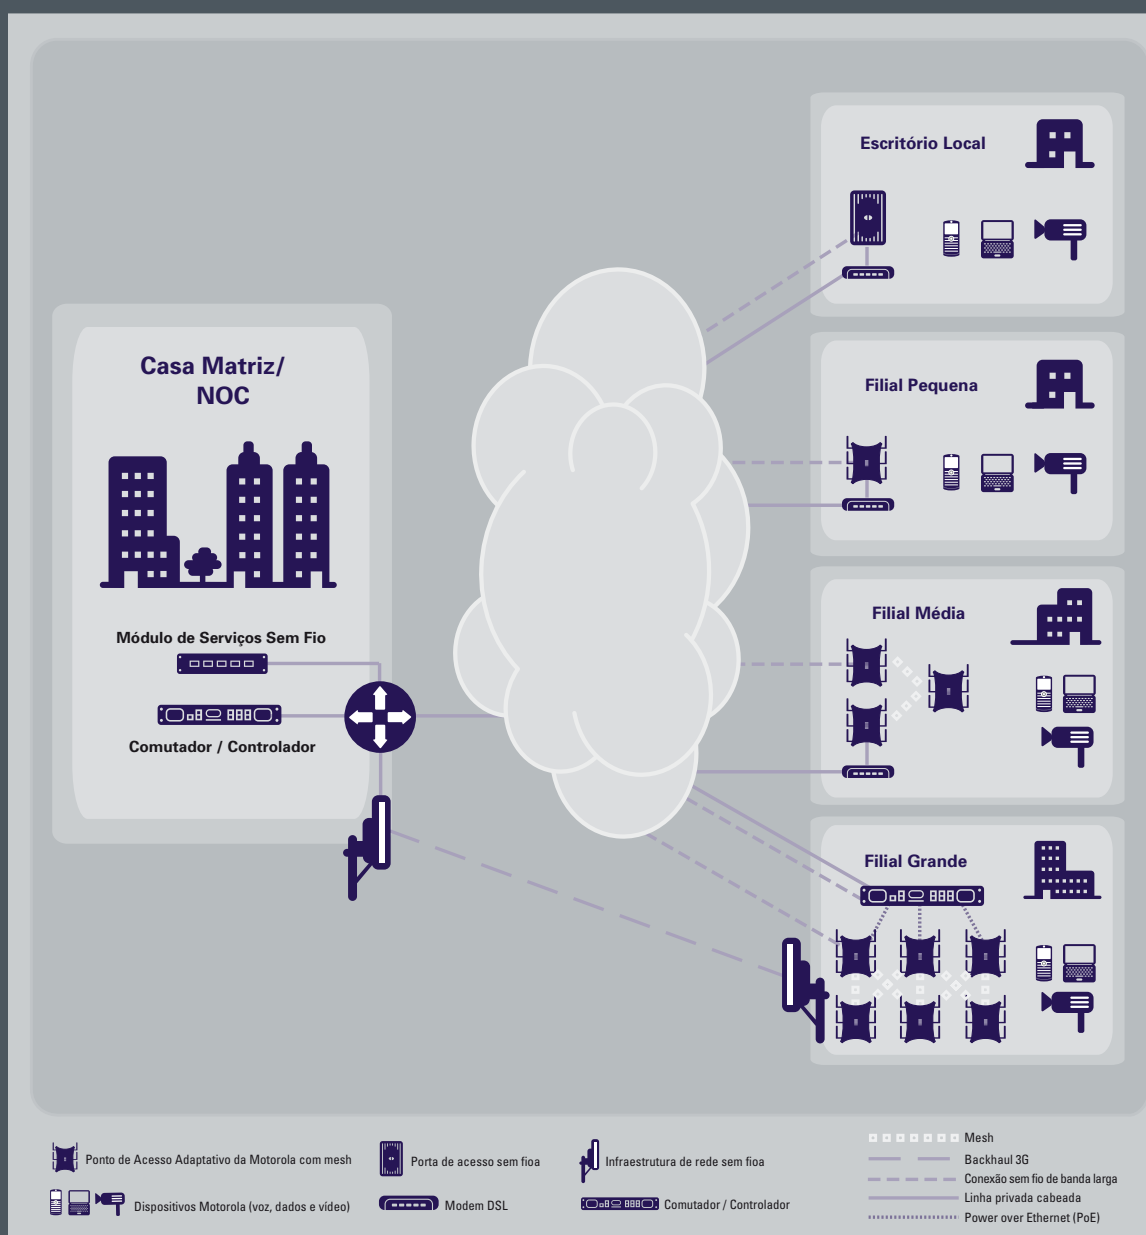 Escritório Local
Filial Pequena
Casa Matriz/
NOC
Módulo de Serviços Sem Fio
Comutador / Controlador
Filial Média
Filial Grande
Ponto de Acesso Adaptativo da Motorola com mesh
Porta de acesso sem fioa
Infraestrutura de rede sem fioa
Dispositivos Motorola (voz, dados e vídeo)
Modem DSL
Comutador / Controlador
Mesh
Backhaul 3G
Conexão sem fio de banda larga
Linha privada cabeada
Power over Ethernet (PoE)